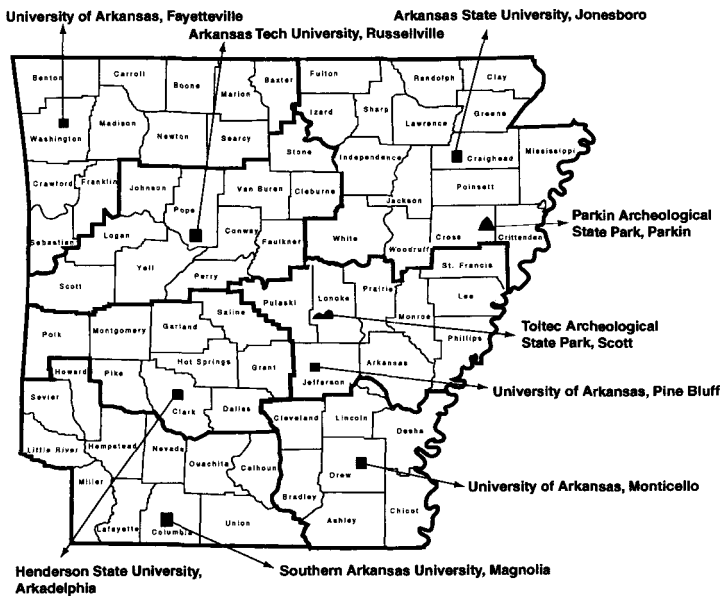 University of Arkansas, Fayetteville
Arkansas State University, Jonesboro
Arkansas Tech University, Russellville
Benton
Carroll
Boone
Marion
Baxter
Fulton
Randolph
Clay
Izard
Sharp
Lawrence
Greene
Washington
Madison
Newton
Searcy
Stone
Independence
Craighead
Mississippi
Crawford
Franklin
Johnson
Pope
Van Buren
Cleburne
Jackson
Poinsett
Sebastian
Logan
Conway
Faulkner
White
Woodruff
Cross
Crittenden
Parkin Archeological
State Park, Parkin
Scott
Yell
Perry
St. Francis
Pulaski
Lonoke
Prairie
Monroe
Lee
Phillips
Toltec Archeological
State Park, Scott
Polk
Montgomery
Garland
Saline
Hot Springs
Grant
Jefferson
Arkansas
University of Arkansas, Pine Bluff
Howard
Pike
Clark
Dallas
Cleveland
Lincoln
Desha
Sevier
Little River
Hempstead
Nevada
Ouachita
Calhoun
Drew
University of Arkansas, Monticello
Miller
Lafayette
Columbia
Union
Bradley
Ashley
Chicot
Henderson State University,
Arkadelphia
Southern Arkansas University, Magnolia